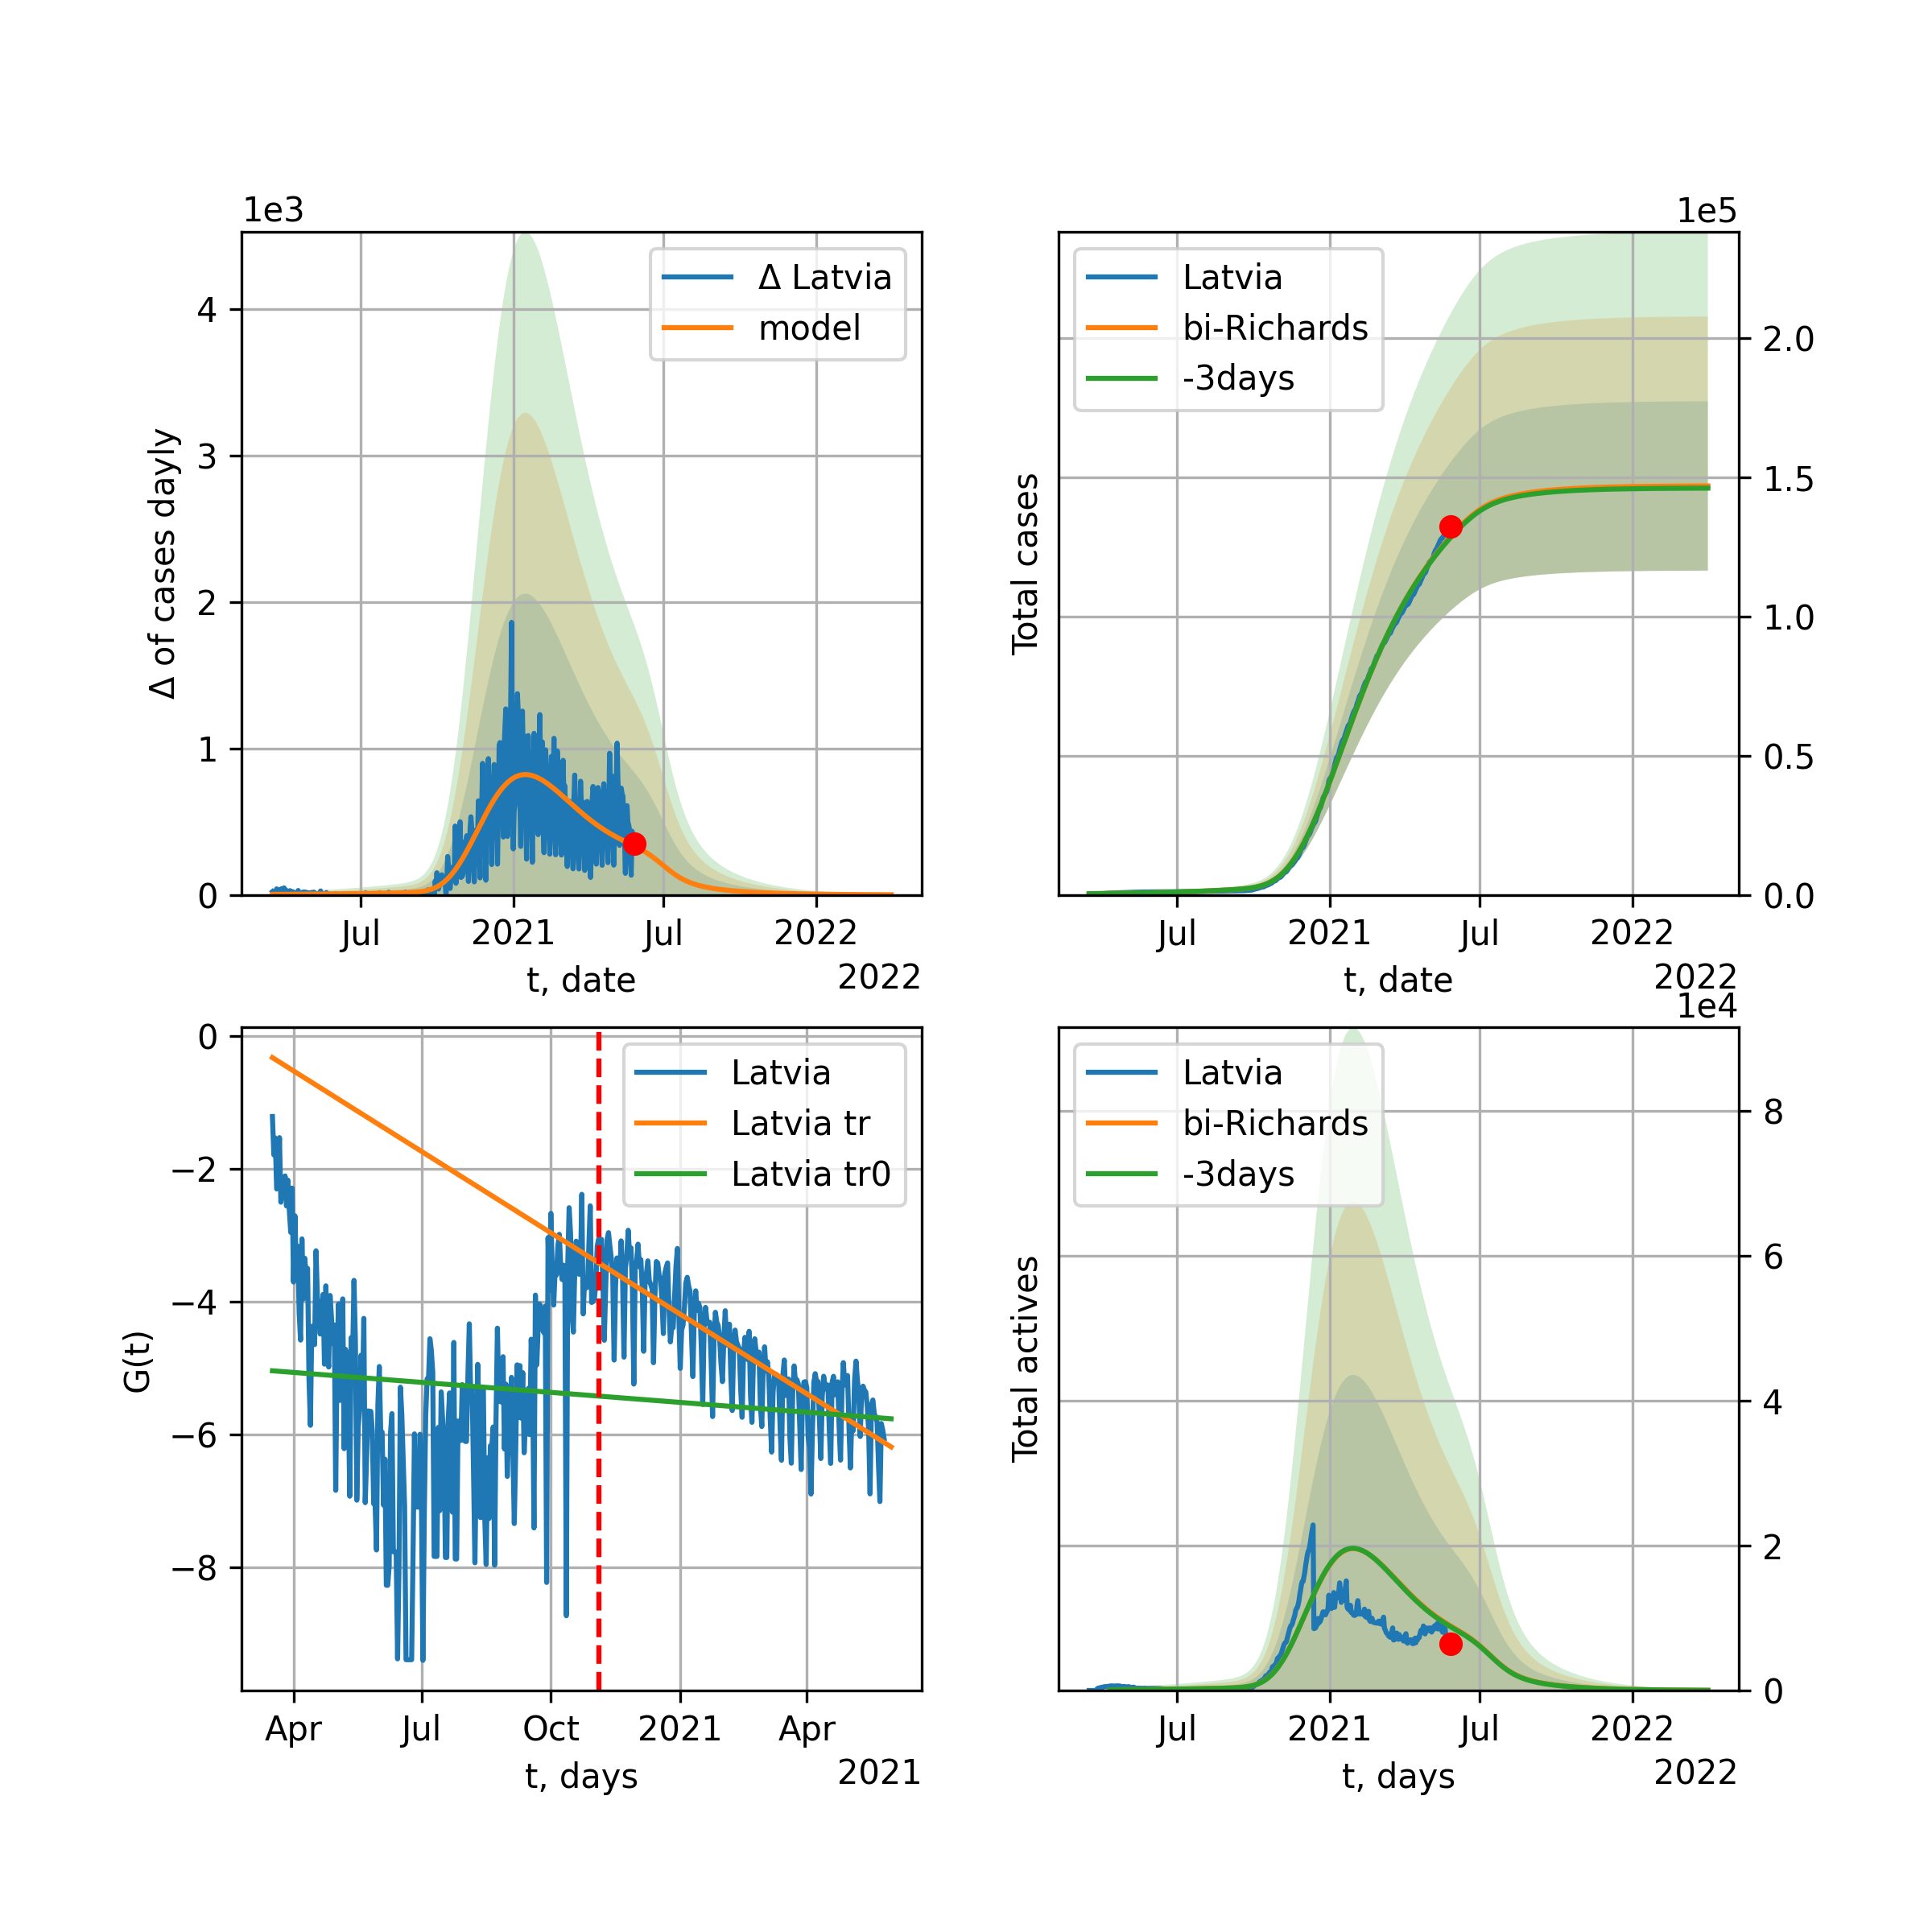 1e3
Δ of cases dayly
4
3
2
1
0
Δ Latvia
model
Jul
2021
Jul
2022
t, date
2022
1e5
Total cases
Latvia
bi-Richards
-3days
2.0
1.5
1.0
0.5
0.0
Jul
2021
Jul
2022
t, date
2022
G(t)
0
−2
−4
−6
−8
Latvia
Latvia tr
Latvia tr0
Apr
Jul
Oct
2021
Apr
t, days
2021
1e4
Total actives
Latvia
bi-Richards
-3days
8
6
4
2
0
Jul
2021
Jul
2022
t, days
2022